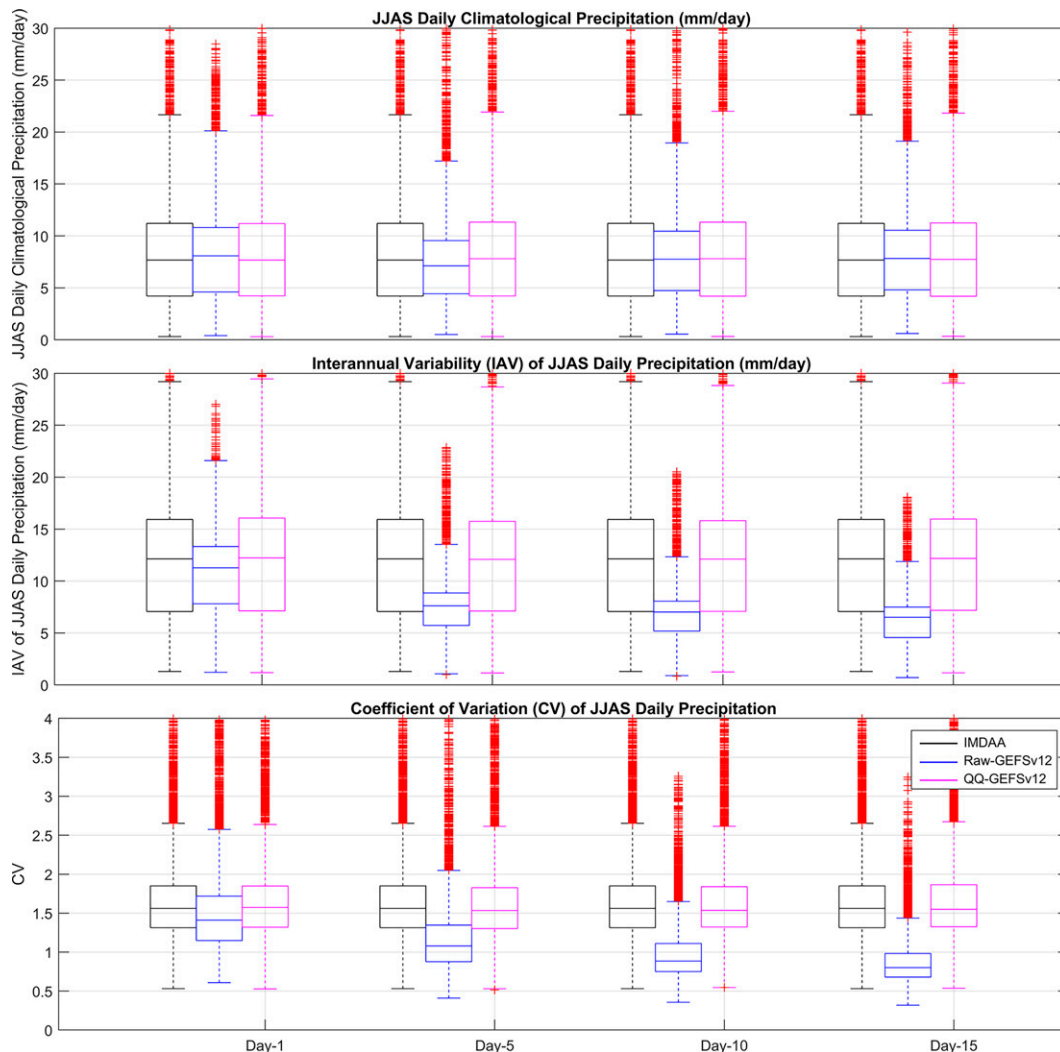 JJAS Daily Climatological Precipitation (mm/day)
JJAS Daily Climatological Precipitation (mm/day)
30
25
20
15
10
5
0
Interannual Variability (IAV) of JJAS Daily Precipitation (mm/day)
IAV of JJAS Daily Precipitation (mm/day)
30
25
20
15
10
5
0
Coefficient of Variation (CV) of JJAS Daily Precipitation
CV
4
3.5
3
2.5
2
1.5
1
0.5
0
IMDAA
Raw-GEFSv12
QQ-GEFSv12
Day-1 Day-5 Day-10 Day-15